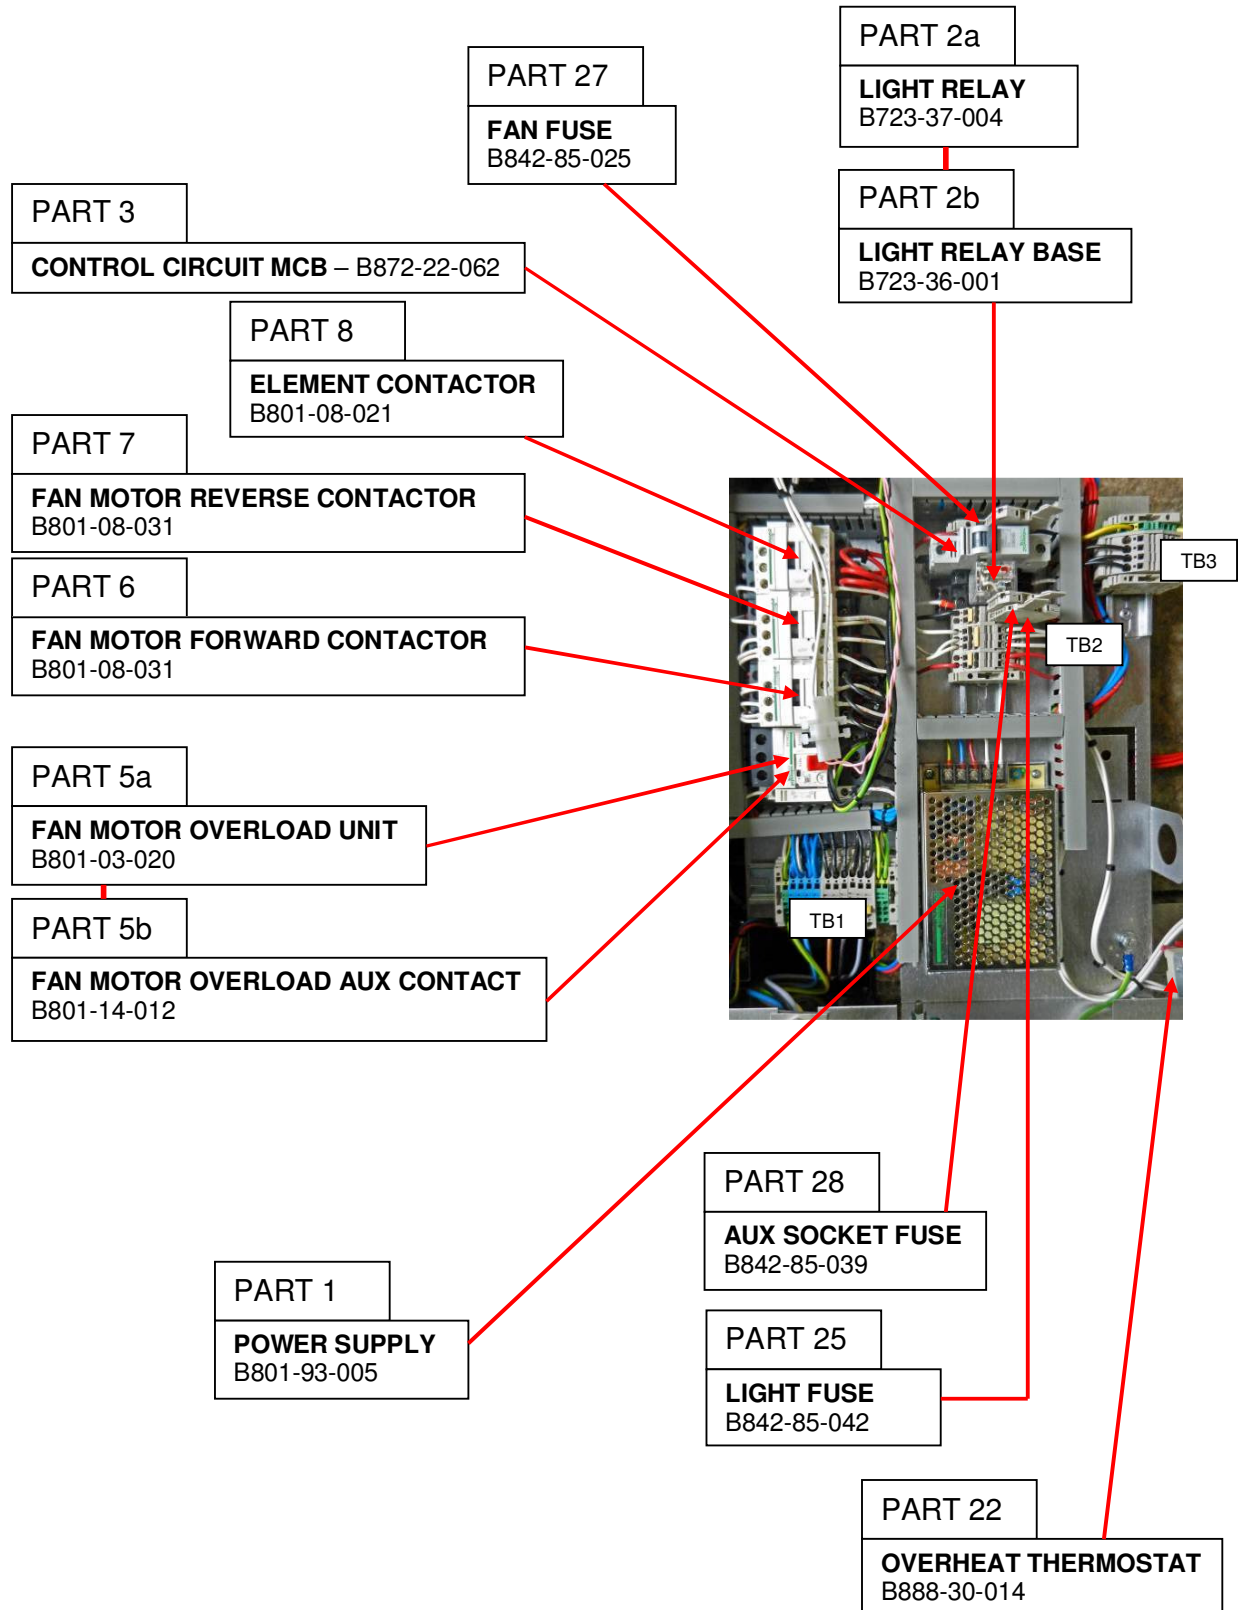 PART 2a
LIGHT RELAY
B723-37-004
PART 27
FAN FUSE
B842-85-025
PART 2b
LIGHT RELAY BASE
B723-36-001
PART 3
CONTROL CIRCUIT MCB – B872-22-062
PART 8
ELEMENT CONTACTOR
B801-08-021
PART 7
FAN MOTOR REVERSE CONTACTOR
B801-08-031
TB3
PART 6
FAN MOTOR FORWARD CONTACTOR
B801-08-031
TB2
PART 5a
FAN MOTOR OVERLOAD UNIT
B801-03-020
PART 5b
FAN MOTOR OVERLOAD AUX CONTACT
B801-14-012
TB1
PART 28
AUX SOCKET FUSE
B842-85-039
PART 1
POWER SUPPLY
B801-93-005
PART 25
LIGHT FUSE
B842-85-042
PART 22
OVERHEAT THERMOSTAT
B888-30-014